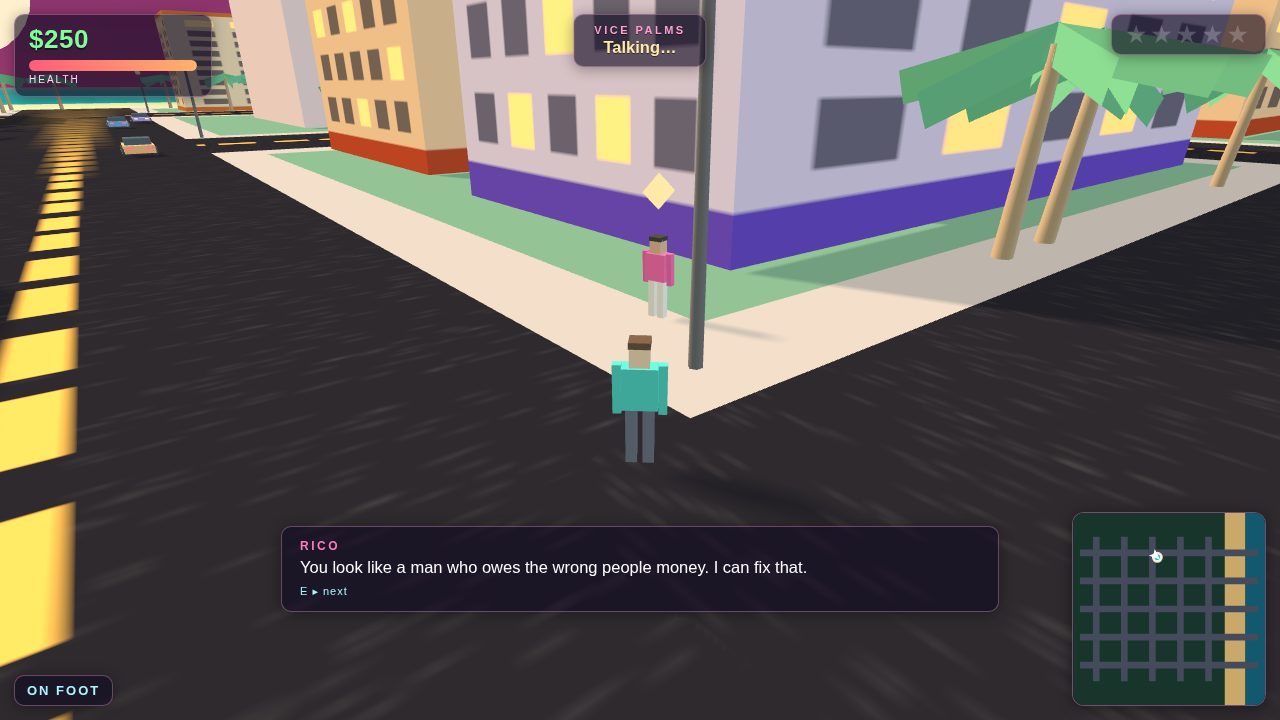 $250
HEALTH
VICE PALMS
Talking...
★★★★★
RICO
You look like a man who owes the wrong people money. I can fix that.
E ▸ next
ON FOOT